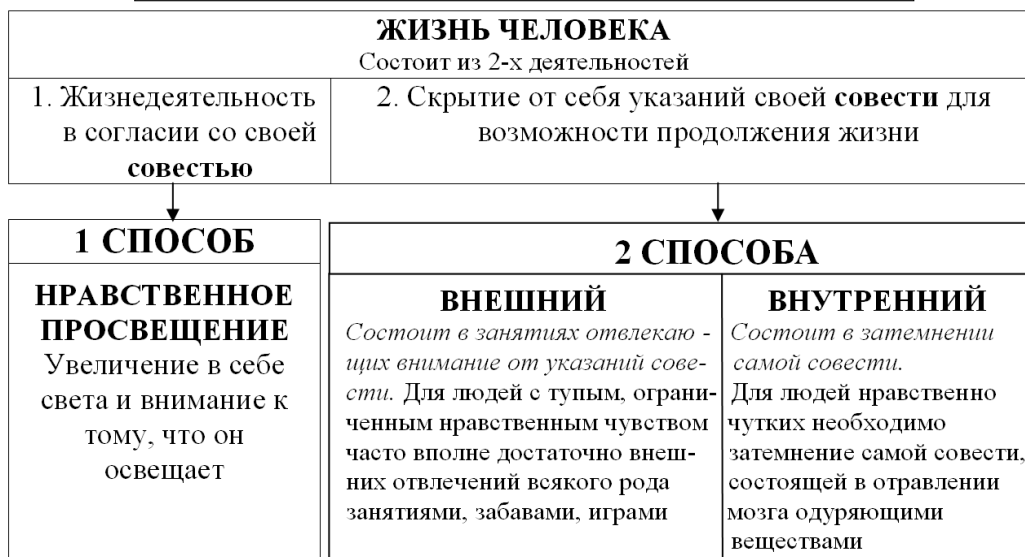 ЖИЗНЬ ЧЕЛОВЕКА
Состоит из 2-х деятельностей
1. Жизнедеятельность
в согласии со своей
совестью
2. Скрытие от себя указаний своей совести для
возможности продолжения жизни
1 СПОСОБ
НРАВСТВЕННОЕ
ПРОСВЕЩЕНИЕ
Увеличение в себе
света и внимание к
тому, что он
освещает
2 СПОСОБА
ВНЕШНИЙ
Состоит в занятиях отвлекаю -
щих внимание от указаний сове-
сти. Для людей с тупым, ограни-
ченным нравственным чувством
часто вполне достаточно внеш-
них отвлечений всякого рода
занятиями, забавами, играми
ВНУТРЕННИЙ
Состоит в затемнении
самой совести.
Для людей нравственно
чутких необходимо
затемнение самой совести,
состоящей в отравлении
мозга одуряющими
веществами